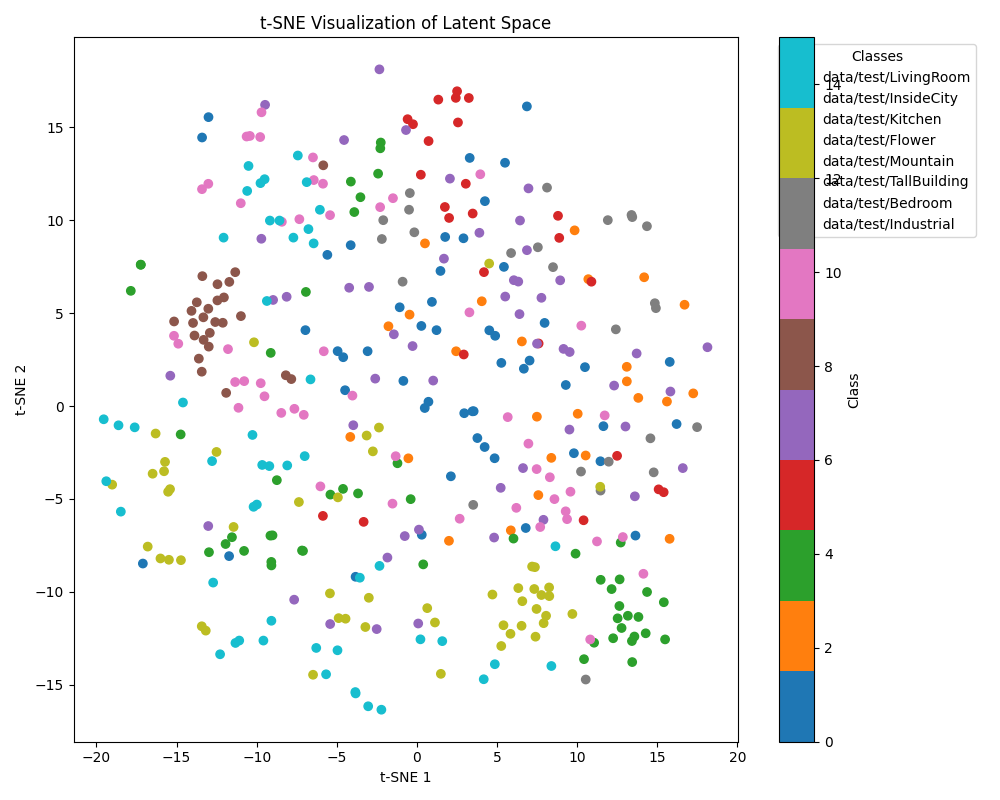 t-SNE Visualization of Latent Space
t-SNE 2
15
10
5
0
−5
−10
−15
−20
−15
−10
−5
0
5
10
15
20
t-SNE 1
Classes
data/test/LivingRoom
data/test/InsideCity
data/test/Kitchen
data/test/Flower
data/test/Mountain
data/test/TallBuilding
data/test/Bedroom
data/test/Industrial
14
12
10
8
6
4
2
0
Class